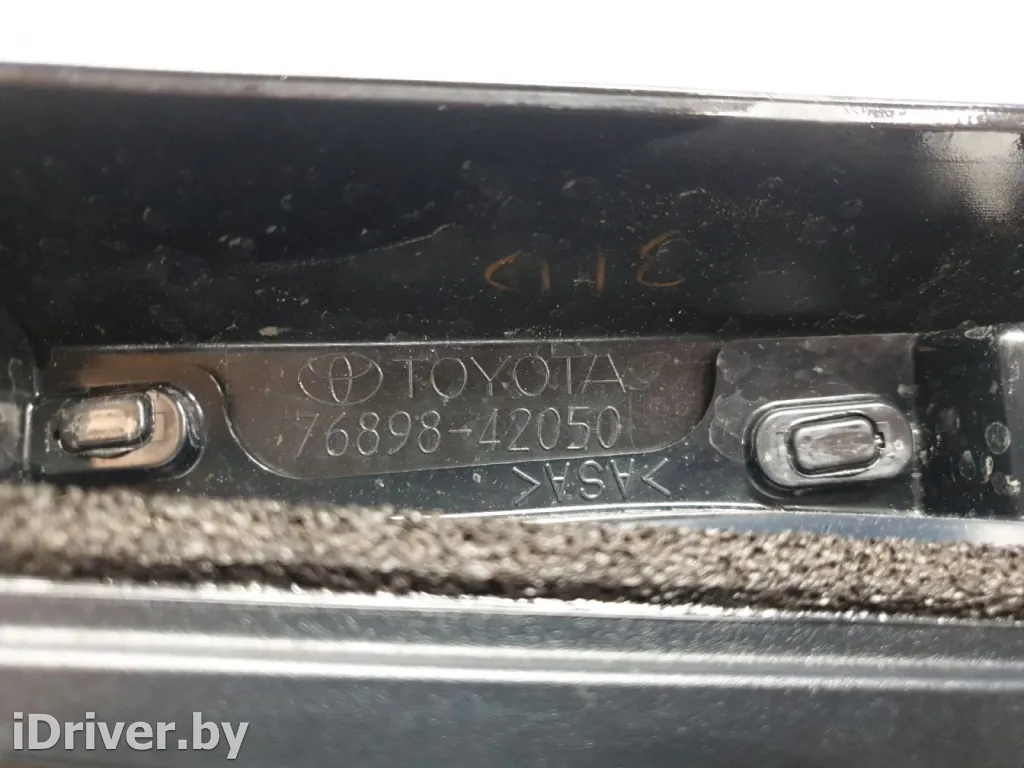 TOYOTA
76898-42050
>ASA<
iDriver.by